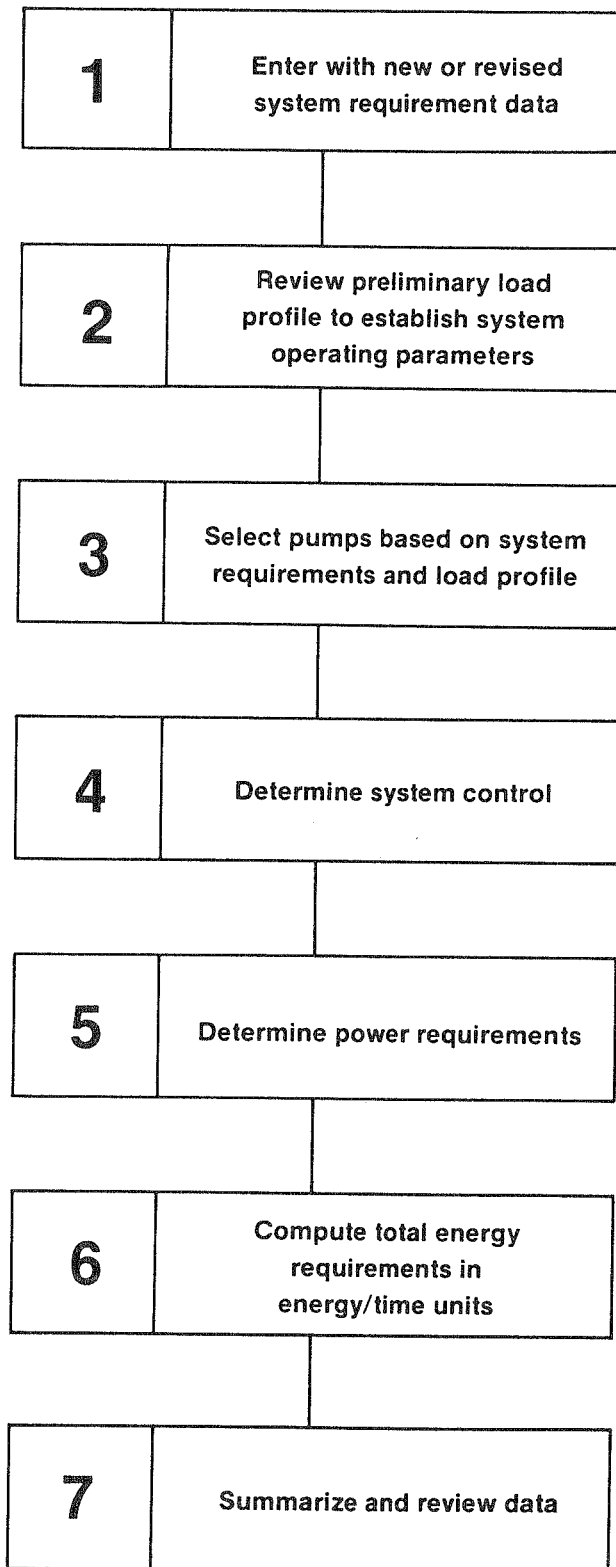 1
Enter with new or revised
system requirement data
2
Review preliminary load
profile to establish system
operating parameters
3
Select pumps based on system
requirements and load profile
4
Determine system control
5
Determine power requirements
6
Compute total energy
requirements in
energy/time units
7
Summarize and review data